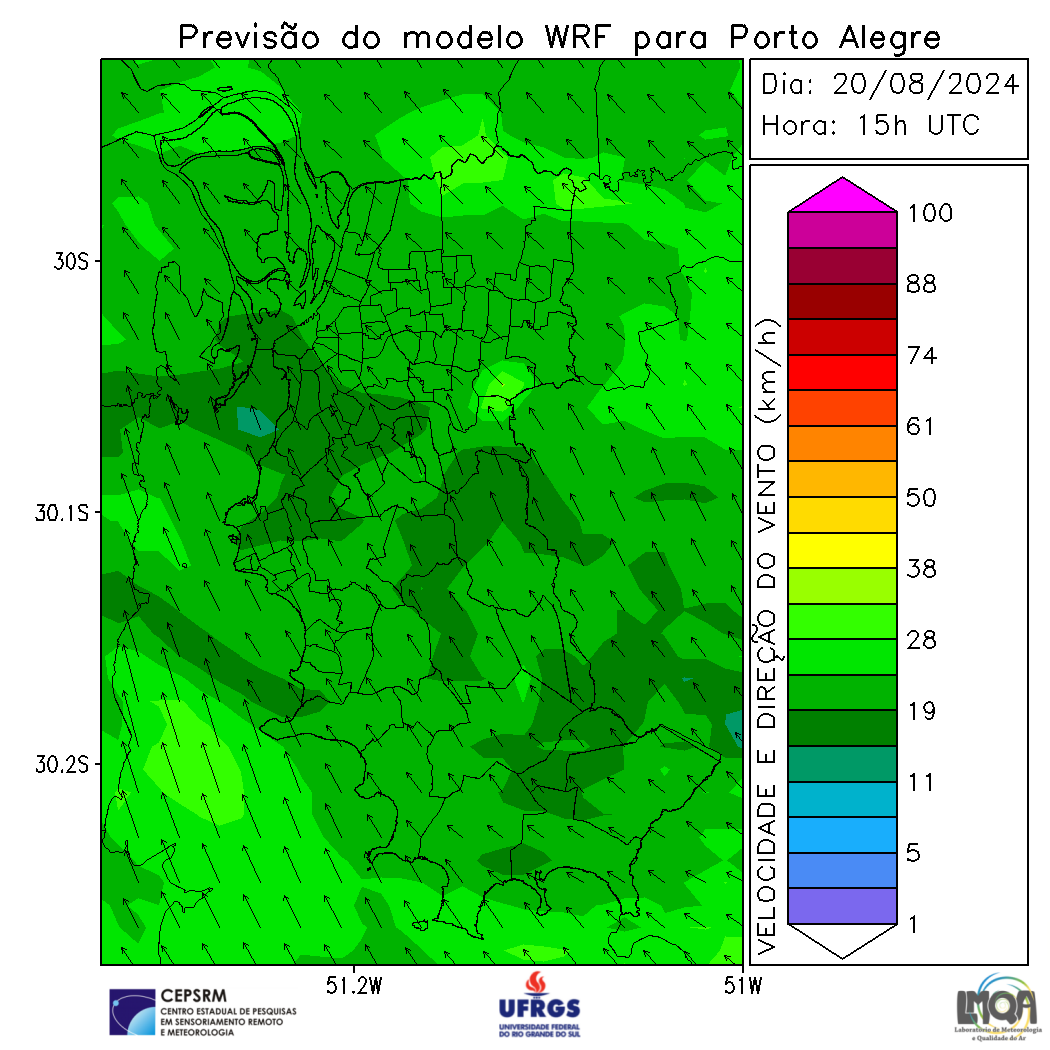 Previsão do modelo WRF para Porto Alegre
Dia: 20/08/2024
Hora: 15h UTC
30S
30.1S
30.2S
51.2W
51W
VELOCIDADE E DIREÇÃO DO VENTO (km/h)
100
88
74
61
50
38
28
19
11
5
1
CEPSRM
CENTRO ESTADUAL DE PESQUISAS
EM SENSORIAMENTO REMOTO
E METEOROLOGIA
UFRGS
UNIVERSIDADE FEDERAL
DO RIO GRANDE DO SUL
LMQA
Laboratório de Meteorologia
e Qualidade do Ar